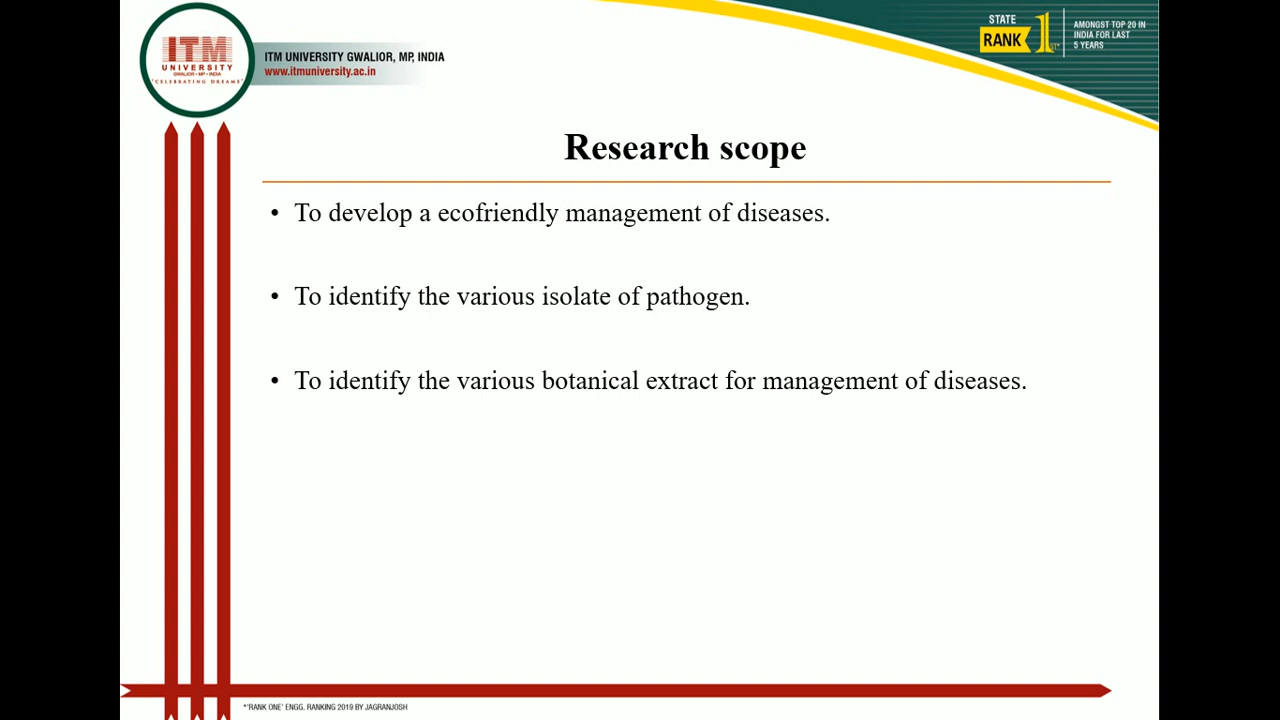 ITM
UNIVERSITY
GWALIOR • MP • INDIA
"CELEBRATING DREAMS"
ITM UNIVERSITY GWALIOR, MP, INDIA
www.itmuniversity.ac.in
STATE
RANK 1ST*
AMONGST TOP 20 IN
INDIA FOR LAST
5 YEARS
Research scope
• To develop a ecofriendly management of diseases.
• To identify the various isolate of pathogen.
• To identify the various botanical extract for management of diseases.
*'RANK ONE' ENGG. RANKING 2019 BY JAGRANJOSH